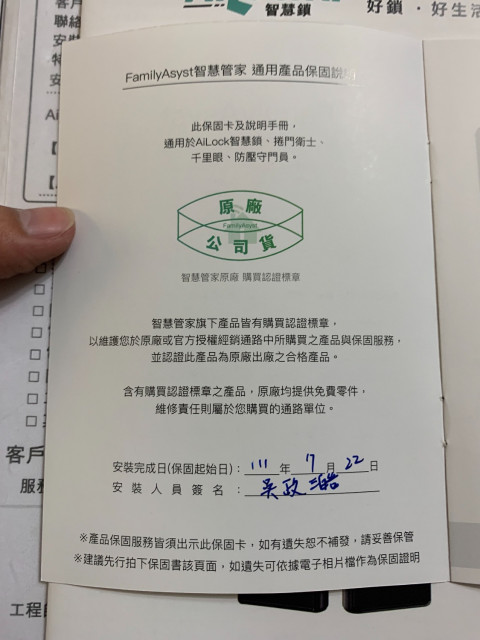 客戶
聯絡
安裝
特
安
Ai
智慧鎖
好鎖・好生活
FamilyAsyst智慧管家 通用產品保固說明
此保固卡及說明手冊，
適用於AiLock智慧鎖、捲門衛士、
千里眼、防壓守門員。
原廠
FamilyAsyst
公司貨
智慧管家原廠 購買認證標章
智慧管家旗下產品皆有購買認證標章，
以維護您於原廠或官方授權經銷通路中所購買之產品與保固服務，
並認證此產品為原廠出廠之合格產品。
含有購買認證標章之產品，原廠均提供免費零件，
維修責任則屬於您購買的通路單位。
安裝完成日(保固起始日)：111年7月22日
安裝人員簽名：吳政皓
※產品保固服務皆須出示此保固卡，如有遺失恕不補發，請妥善保管
※建議先行拍下保固書該頁面，如遺失可依據電子相片檔作為保固證明
客戶
服務
工程